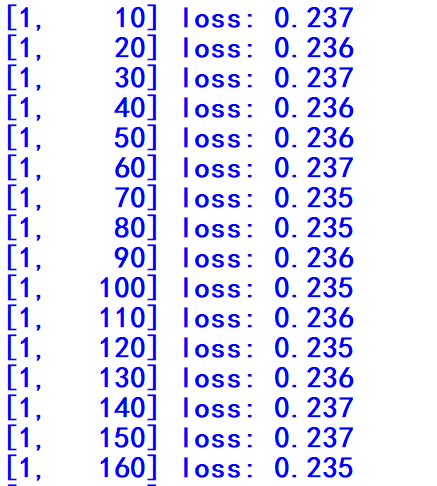 [1,    10] loss: 0.237
[1,    20] loss: 0.236
[1,    30] loss: 0.237
[1,    40] loss: 0.236
[1,    50] loss: 0.236
[1,    60] loss: 0.237
[1,    70] loss: 0.235
[1,    80] loss: 0.235
[1,    90] loss: 0.236
[1,   100] loss: 0.235
[1,   110] loss: 0.236
[1,   120] loss: 0.235
[1,   130] loss: 0.236
[1,   140] loss: 0.237
[1,   150] loss: 0.237
[1,   160] loss: 0.235